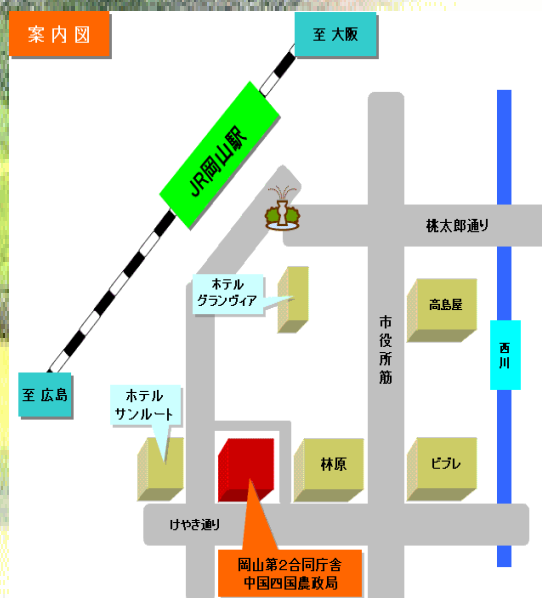 案内図
至 大阪
JR岡山駅
桃太郎通り
ホテル
グランヴィア
高島屋
市役所筋
西川
至 広島
ホテル
サンルート
林原
ビブレ
けやき通り
岡山第2合同庁舎
中国四国農政局